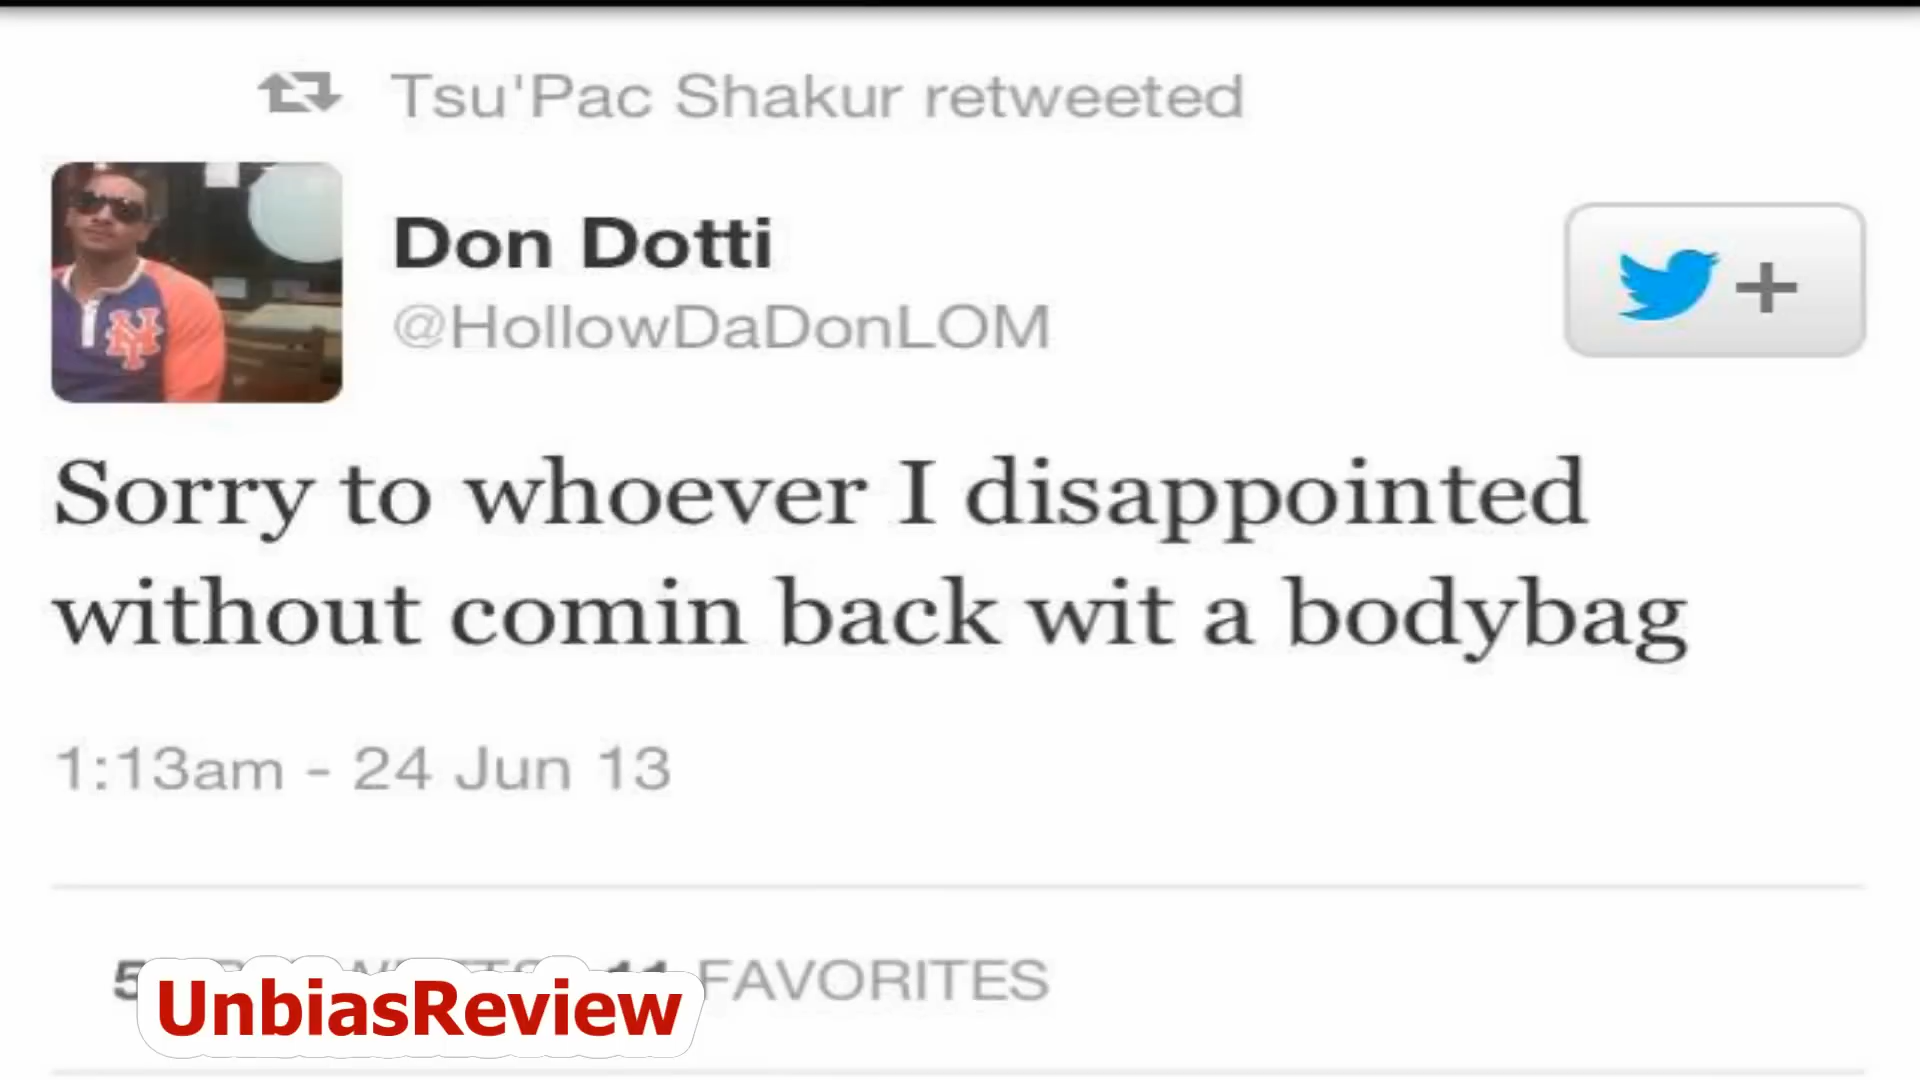 Tsu'Pac Shakur retweeted
Don Dotti
@HollowDaDonLOM
+
Sorry to whoever I disappointed
without comin back wit a bodybag
1:13am - 24 Jun 13
11 FAVORITES
UnbiasReview